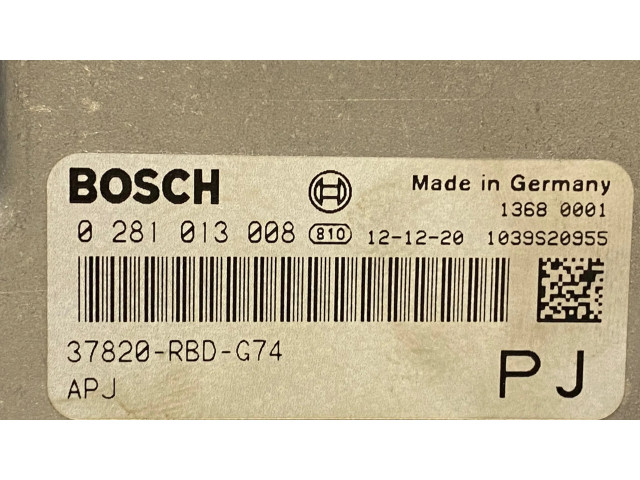 BOSCH
Made in Germany
1368 0001
0 281 013 008 810 12-12-20 1039S20955
37820-RBD-G74
APJ
PJ